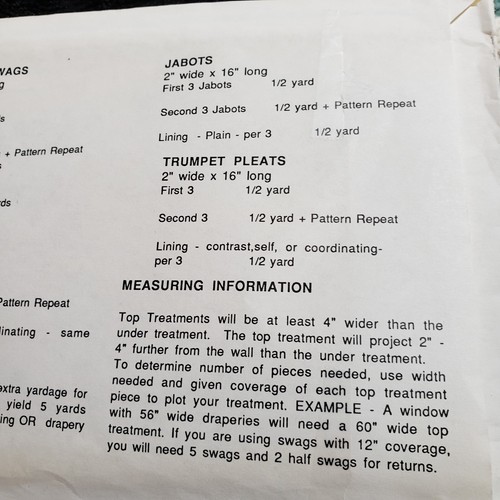 WAGS
JABOTS
2" wide x 16" long
First 3 Jabots 1/2 yard
Second 3 Jabots 1/2 yard + Pattern Repeat
Lining - Plain - per 3 1/2 yard
+ Pattern Repeat
TRUMPET PLEATS
2" wide x 16" long
First 3 1/2 yard
Second 3 1/2 yard + Pattern Repeat
Lining - contrast,self, or coordinating-
per 3 1/2 yard
MEASURING INFORMATION
Pattern Repeat
linating - same
extra yardage for
yield 5 yards
ing OR drapery
Top Treatments will be at least 4" wider than the
under treatment. The top treatment will project 2" -
4" further from the wall than the under treatment.
To determine number of pieces needed, use width
needed and given coverage of each top treatment
piece to plot your treatment. EXAMPLE - A window
with 56" wide draperies will need a 60" wide top
treatment. If you are using swags with 12" coverage,
you will need 5 swags and 2 half swags for returns.